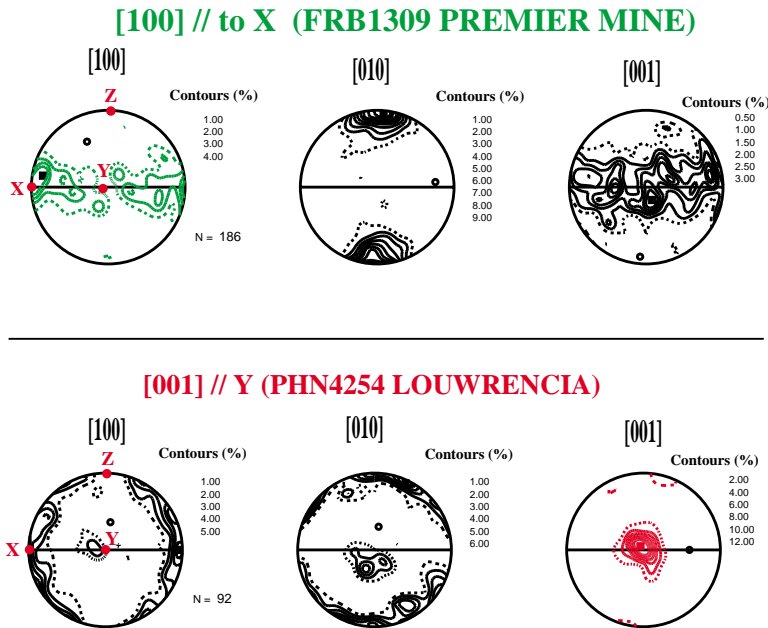 [100] // to X (FRB1309 PREMIER MINE)
[100]
Z
Contours (%)
1.00
2.00
3.00
4.00
Y
X
N = 186
[010]
Contours (%)
1.00
2.00
3.00
4.00
5.00
6.00
7.00
8.00
9.00
[001]
Contours (%)
0.50
1.00
1.50
2.00
2.50
3.00
[001] // Y (PHN4254 LOUWRENCIA)
[100]
Z
Contours (%)
1.00
2.00
3.00
4.00
5.00
Y
X
N = 92
[010]
Contours (%)
1.00
2.00
3.00
4.00
5.00
6.00
[001]
Contours (%)
2.00
4.00
6.00
8.00
10.00
12.00